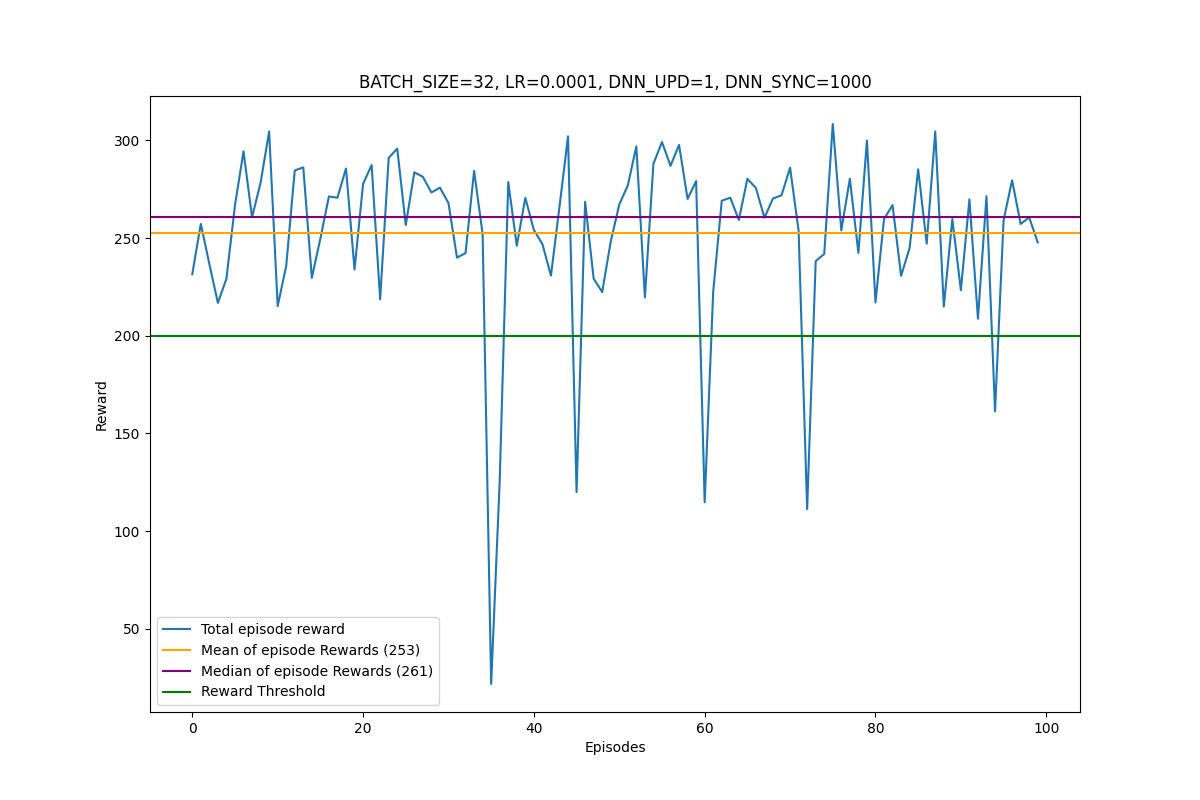 BATCH_SIZE=32, LR=0.0001, DNN_UPD=1, DNN_SYNC=1000
300
250
200
150
100
50
Reward
Total episode reward
Mean of episode Rewards (253)
Median of episode Rewards (261)
Reward Threshold
0 20 40 60 80 100
Episodes